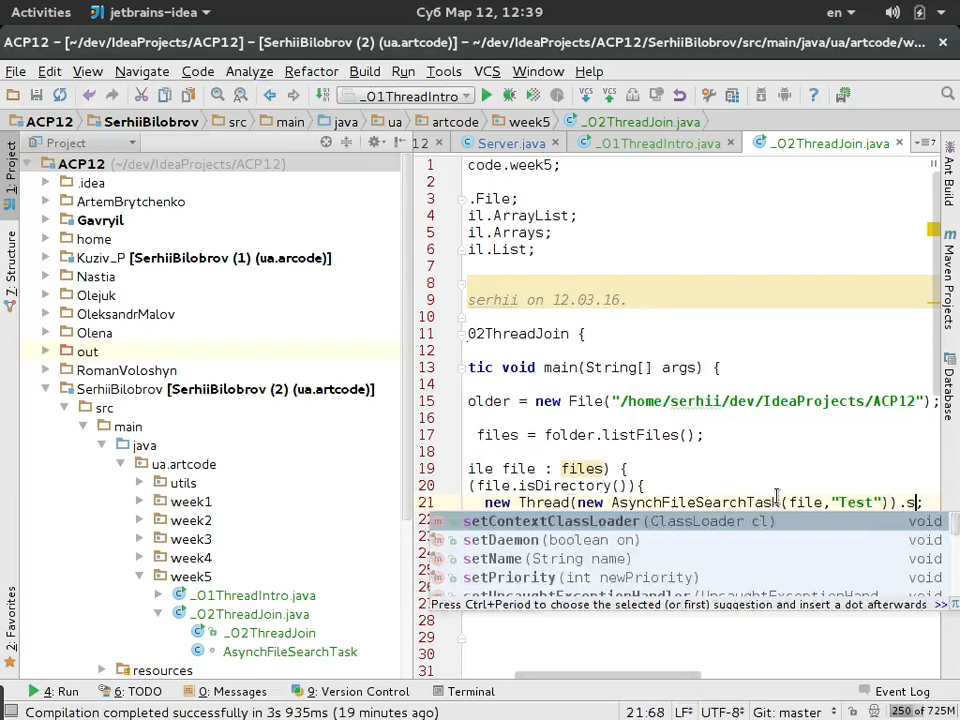 Activities jetbrains-idea Суб Мар 12, 12:39 en
ACP12 – [~/dev/IdeaProjects/ACP12] – [SerhiiBilobrov (2) (ua.artcode)] – ~/dev/IdeaProjects/ACP12/SerhiiBilobrov/src/main/java/ua/artcode/w...
File Edit View Navigate Code Analyze Refactor Build Run Tools VCS Window Help
_01ThreadIntro
ACP12 SerhiiBilobrov src main java ua artcode week5 _02ThreadJoin.java
Project 12 Server.java _01ThreadIntro.java _02ThreadJoin.java
1: Project
7: Structure
2: Favorites
ACP12 (~/dev/IdeaProjects/ACP12)
.idea
ArtemBrytchenko
Gavryil
home
Kuziv_P [SerhiiBilobrov (1) (ua.arcode)]
Nastia
Olejuk
OleksandrMalov
Olena
out
RomanVoloshyn
SerhiiBilobrov [SerhiiBilobrov (2) (ua.artcode)]
src
main
java
ua.artcode
utils
week1
week2
week3
week4
week5
_01ThreadIntro.java
_02ThreadJoin.java
_02ThreadJoin
AsynchFileSearchTask
resources
1 code.week5;
2
3 .File;
4 il.ArrayList;
5 il.Arrays;
6 il.List;
7
8
9 serhii on 12.03.16.
10
11 02ThreadJoin {
12
13 tic void main(String[] args) {
14
15 older = new File("/home/serhii/dev/IdeaProjects/ACP12");
16
17 files = folder.listFiles();
18
19 ile file : files) {
20 (file.isDirectory()){
21 new Thread(new AsynchFileSearchTask(file,"Test")).s;
setContextClassLoader(ClassLoader cl) void
setDaemon(boolean on) void
setName(String name) void
setPriority(int newPriority) void
Press Ctrl+Period to choose the selected (or first) suggestion and insert a dot afterwards >>
28
29
30
31
Ant Build
Maven Projects
Database
4: Run 6: TODO 0: Messages 9: Version Control Terminal Event Log
Compilation completed successfully in 3s 935ms (19 minutes ago) 21:68 LF UTF-8 Git: master 250 of 725M